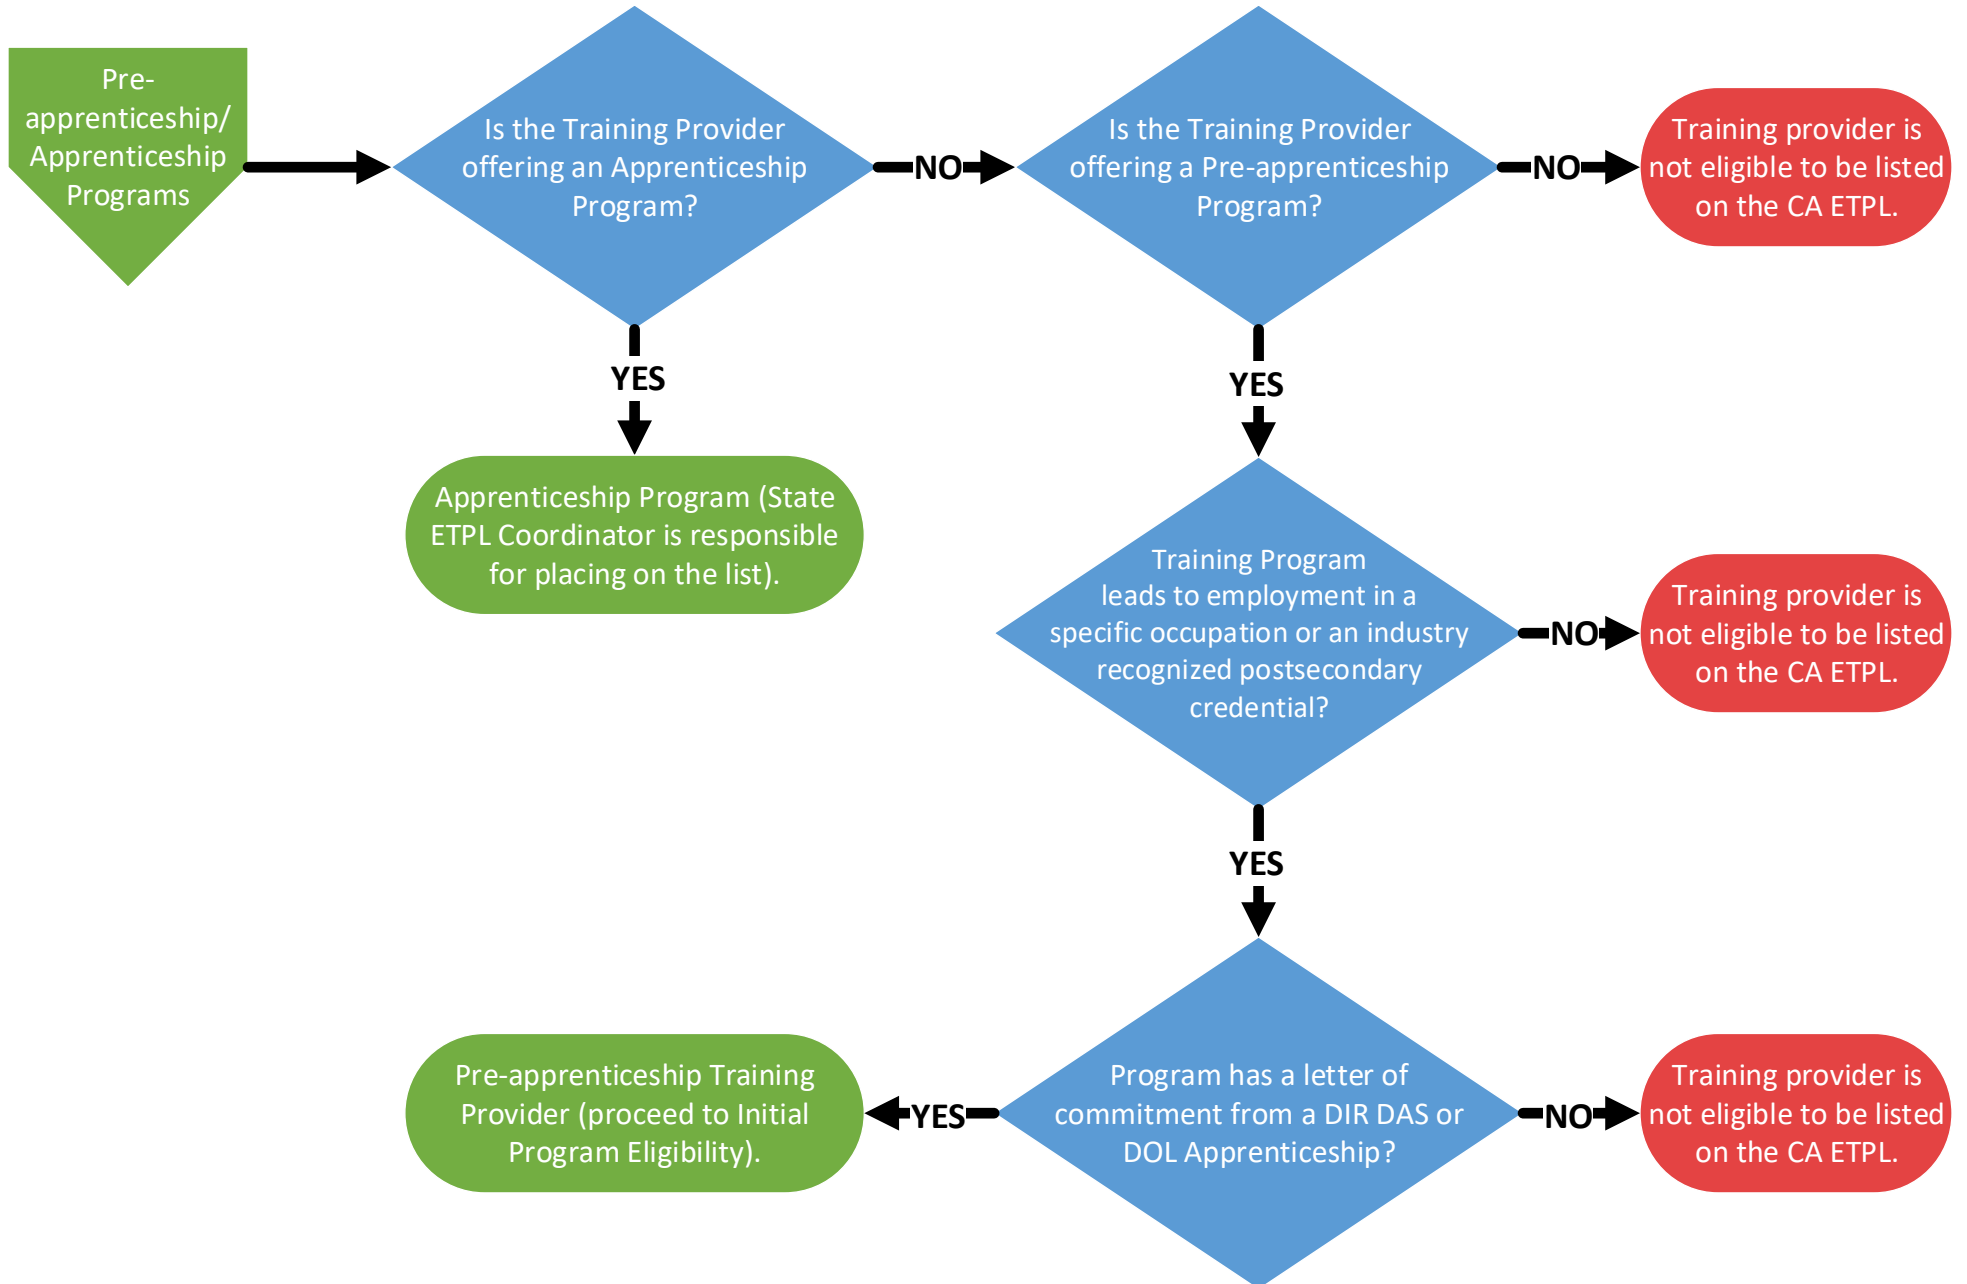 Pre-
apprenticeship/
Apprenticeship
Programs
Is the Training Provider
offering an Apprenticeship
Program?
NO
Is the Training Provider
offering a Pre-apprenticeship
Program?
NO
Training provider is
not eligible to be listed
on the CA ETPL.
YES
YES
Apprenticeship Program (State
ETPL Coordinator is responsible
for placing on the list).
Training Program
leads to employment in a
specific occupation or an industry
recognized postsecondary
credential?
NO
Training provider is
not eligible to be listed
on the CA ETPL.
YES
Pre-apprenticeship Training
Provider (proceed to Initial
Program Eligibility).
YES
Program has a letter of
commitment from a DIR DAS or
DOL Apprenticeship?
NO
Training provider is
not eligible to be listed
on the CA ETPL.